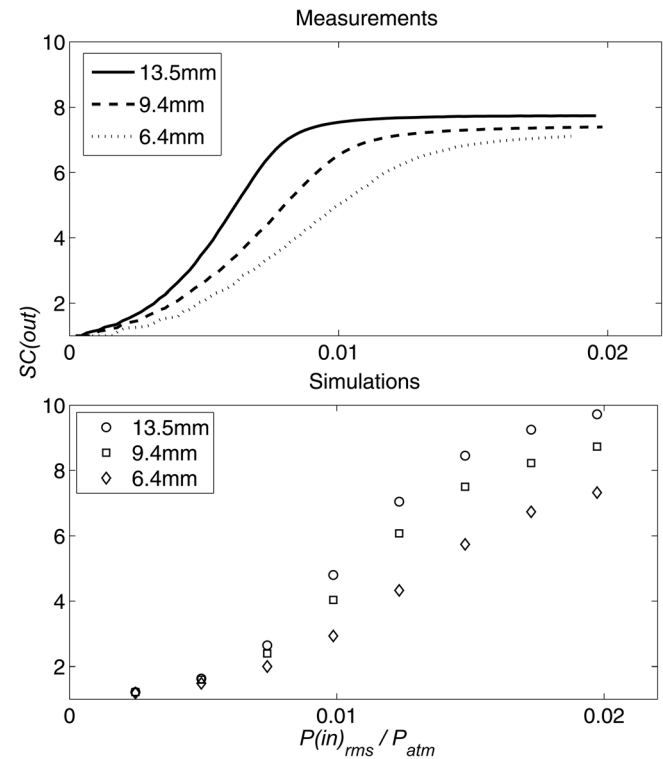 Measurements
10
8
6
4
2
13.5mm
9.4mm
6.4mm
0 0.01 0.02
SC(out)
Simulations
10
8
6
4
2
13.5mm
9.4mm
6.4mm
0 0.01 0.02
P(in)rms / Patm